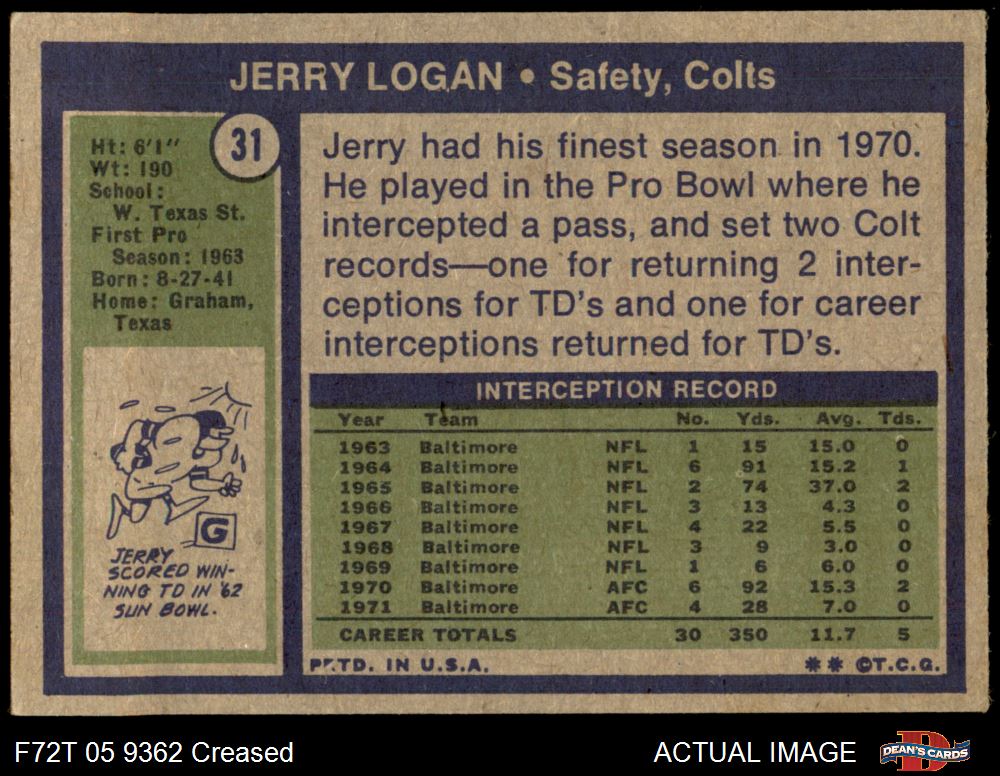 JERRY LOGAN • Safety, Colts
31
Ht: 6'1"
Wt: 190
School:
W. Texas St.
First Pro
Season: 1963
Born: 8-27-41
Home: Graham,
Texas
G
JERRY
SCORED WIN-
NING TD IN '62
SUN BOWL.
Jerry had his finest season in 1970.
He played in the Pro Bowl where he
intercepted a pass, and set two Colt
records—one for returning 2 inter-
ceptions for TD's and one for career
interceptions returned for TD's.
INTERCEPTION RECORD
Year Team No. Yds. Avg. Tds.
1963 Baltimore NFL 1 15 15.0 0
1964 Baltimore NFL 6 91 15.2 1
1965 Baltimore NFL 2 74 37.0 2
1966 Baltimore NFL 3 13 4.3 0
1967 Baltimore NFL 4 22 5.5 0
1968 Baltimore NFL 3 9 3.0 0
1969 Baltimore NFL 1 6 6.0 0
1970 Baltimore AFC 6 92 15.3 2
1971 Baltimore AFC 4 28 7.0 0
CAREER TOTALS 30 350 11.7 5
PRTD. IN U.S.A. ** ©T.C.G.
F72T 05 9362 Creased ACTUAL IMAGE DEAN'S CARDS